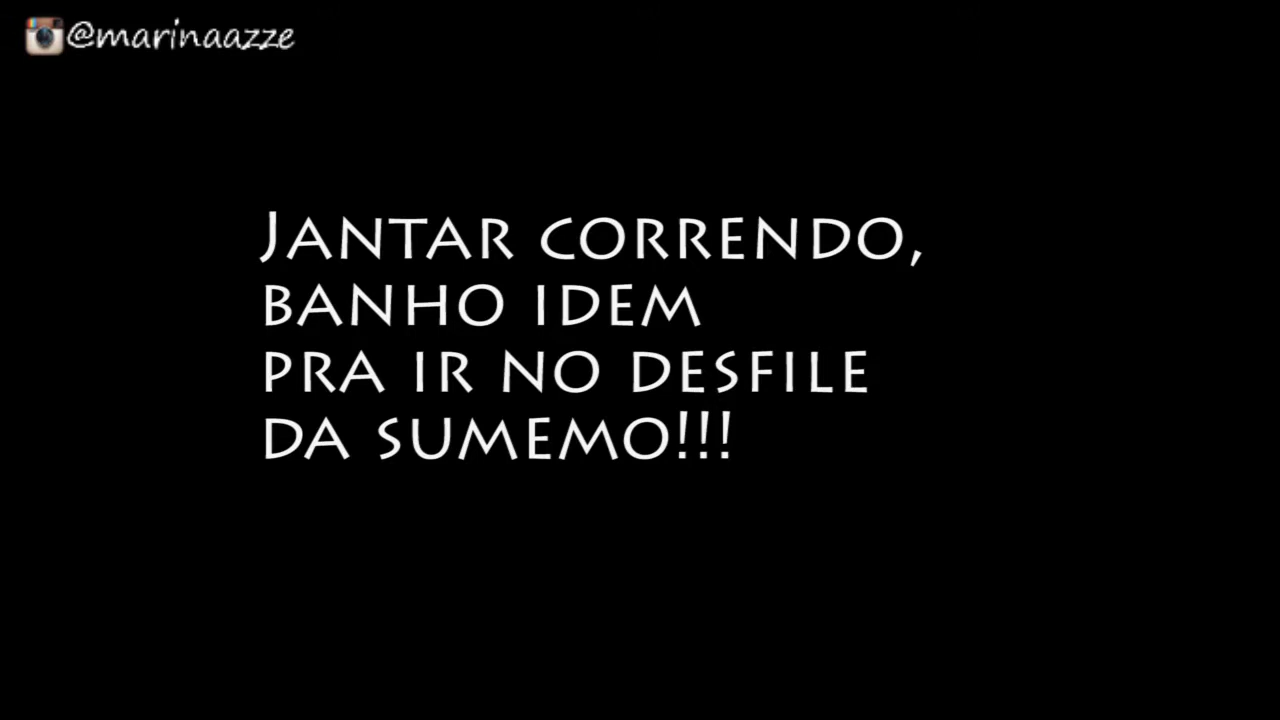 @marinaazze
Jantar correndo,
banho idem
pra ir no desfile
da sumemo!!!